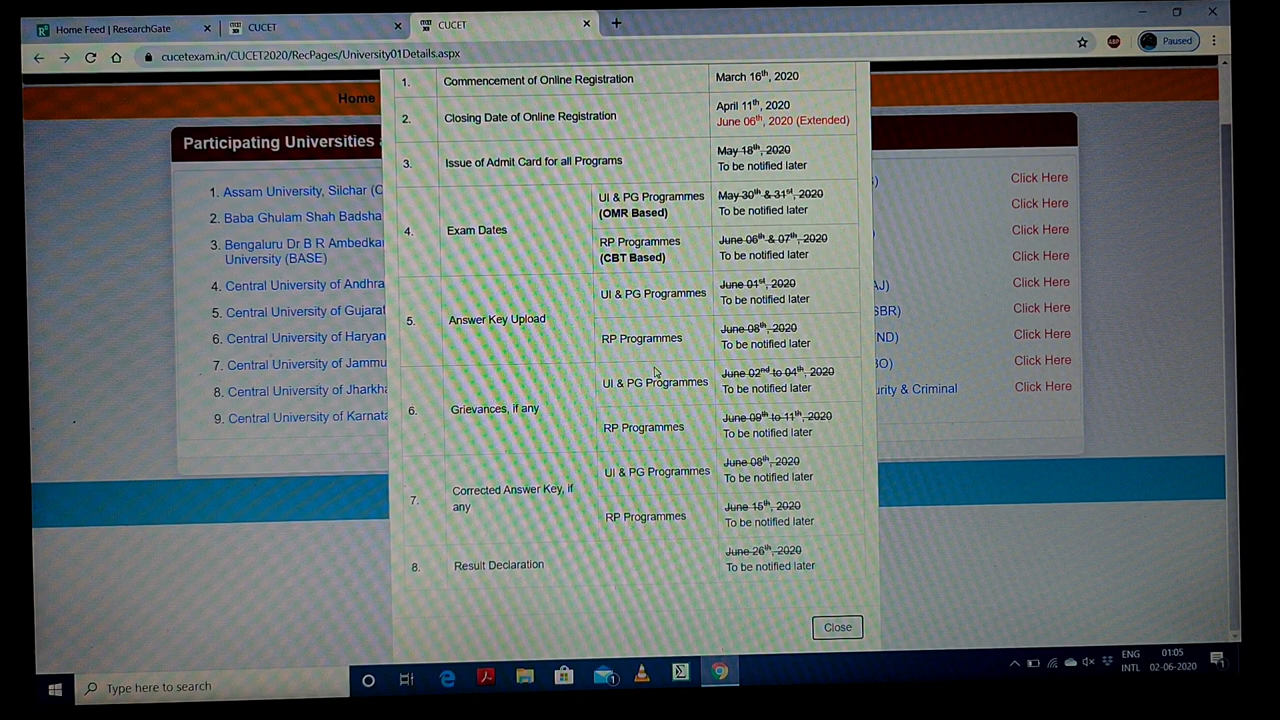 Home Feed | ResearchGate
CUCET
CUCET
cucetexam.in/CUCET2020/RecPages/University01Details.aspx
ABP
Paused
Home
Participating Universities
1. Assam University, Silchar (C
2. Baba Ghulam Shah Badsha
3. Bengaluru Dr B R Ambedkar
University (BASE)
4. Central University of Andhra
5. Central University of Gujarat
6. Central University of Haryan
7. Central University of Jammu
8. Central University of Jharkha
9. Central University of Karnata
1. Commencement of Online Registration March 16th, 2020
2. Closing Date of Online Registration April 11th, 2020
June 06th, 2020 (Extended)
3. Issue of Admit Card for all Programs May 18th, 2020
To be notified later
4. Exam Dates UI & PG Programmes (OMR Based) May 30th & 31st, 2020
To be notified later
RP Programmes (CBT Based) June 06th & 07th, 2020
To be notified later
5. Answer Key Upload UI & PG Programmes June 01st, 2020
To be notified later
RP Programmes June 08th, 2020
To be notified later
6. Grievances, if any UI & PG Programmes June 02nd to 04th, 2020
To be notified later
RP Programmes June 09th to 11th, 2020
To be notified later
7. Corrected Answer Key, if any UI & PG Programmes June 08th, 2020
To be notified later
RP Programmes June 15th, 2020
To be notified later
8. Result Declaration June 26th, 2020
To be notified later
Close
Click Here
Click Here
Click Here
Click Here
AJ) Click Here
SBR) Click Here
ND) Click Here
BO) Click Here
urity & Criminal Click Here
Type here to search
1
ENG
INTL
01:05
02-06-2020
1